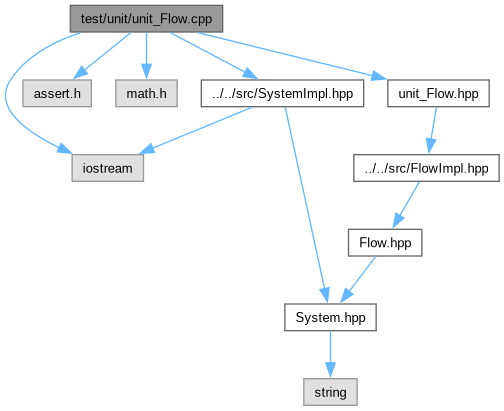 test/unit/unit_Flow.cpp
assert.h
math.h
../../src/SystemImpl.hpp
unit_Flow.hpp
iostream
../../src/FlowImpl.hpp
Flow.hpp
System.hpp
string